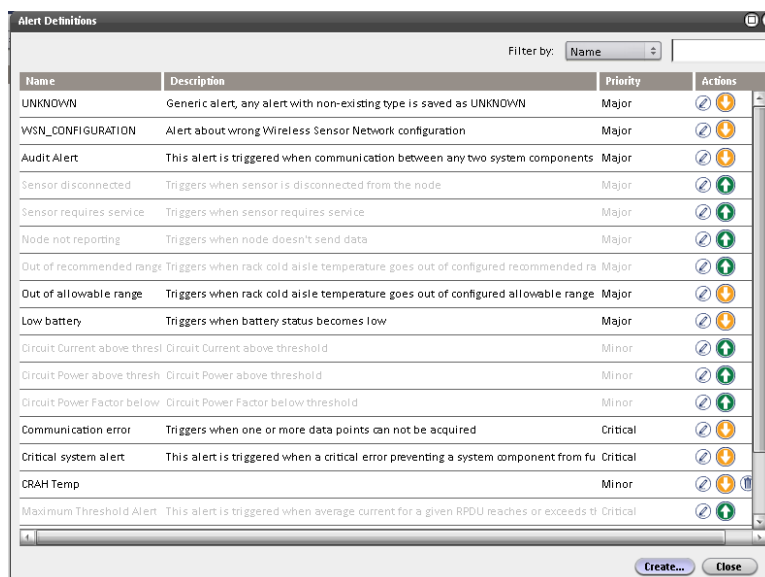 Alert Definitions
Filter by: Name
Name Description Priority Actions
UNKNOWN Generic alert, any alert with non-existing type is saved as UNKNOWN Major
WSN_CONFIGURATION Alert about wrong Wireless Sensor Network configuration Major
Audit Alert This alert is triggered when communication between any two system components Major
Sensor disconnected Triggers when sensor is disconnected from the node Major
Sensor requires service Triggers when sensor requires service Major
Node not reporting Triggers when node doesn't send data Major
Out of recommended range Triggers when rack cold aisle temperature goes out of configured recommended ra Major
Out of allowable range Triggers when rack cold aisle temperature goes out of configured allowable range Major
Low battery Triggers when battery status becomes low Major
Circuit Current above thresl Circuit Current above threshold Minor
Circuit Power above thresh Circuit Power above threshold Minor
Circuit Power Factor below Circuit Power Factor below threshold Minor
Communication error Triggers when one or more data points can not be acquired Critical
Critical system alert This alert is triggered when a critical error preventing a system component from fu Critical
CRAH Temp Minor
Maximum Threshold Alert This alert is triggered when average current for a given RPDU reaches or exceeds tl Critical
Create... Close